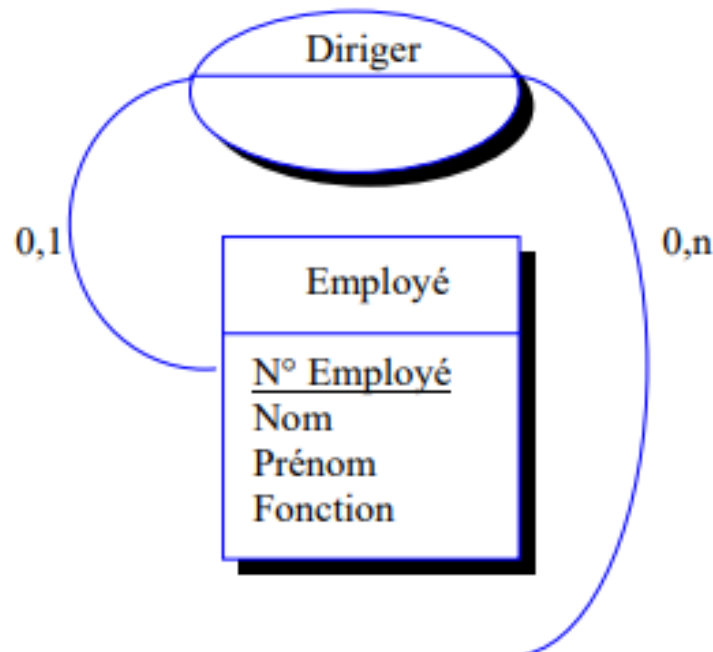 Diriger
0,1
0,n
Employé
N° Employé
Nom
Prénom
Fonction